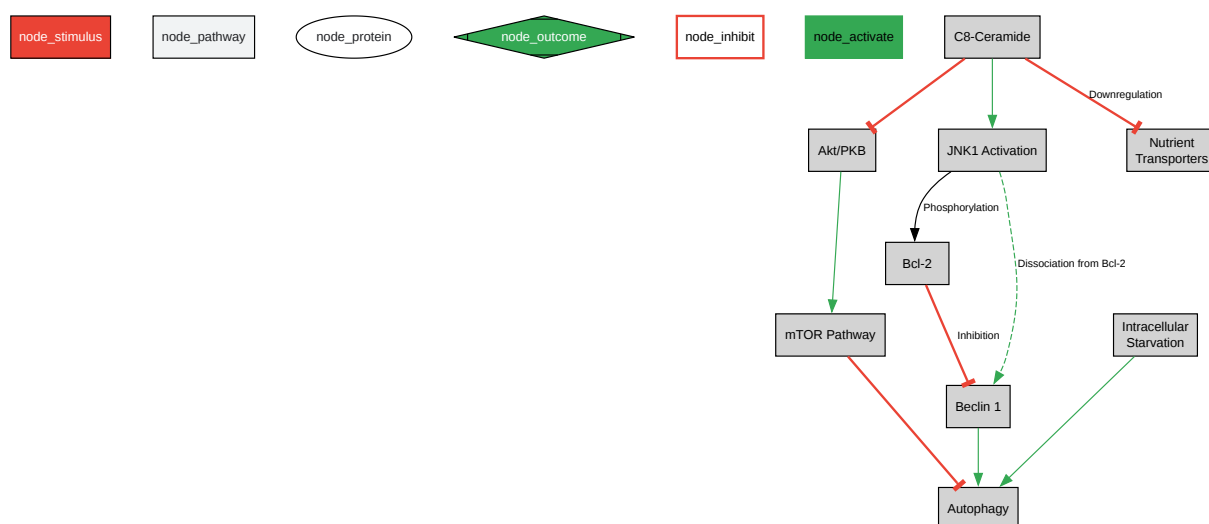 node_stimulus
node_pathway
node_protein
node_outcome
node_inhibit
node_activate
C8-Ceramide
Downregulation
Akt/PKB
JNK1 Activation
Nutrient
Transporters
Phosphorylation
Bcl-2
Dissociation from Bcl-2
mTOR Pathway
Inhibition
Intracellular
Starvation
Beclin 1
Autophagy